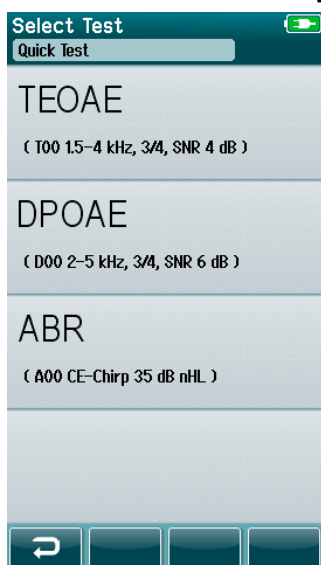 Select Test
Quick Test
TEOAE
( T00 1.5-4 kHz, 3/4, SNR 4 dB )
DPOAE
( D00 2-5 kHz, 3/4, SNR 6 dB )
ABR
( A00 CE-Chirp 35 dB nHL )